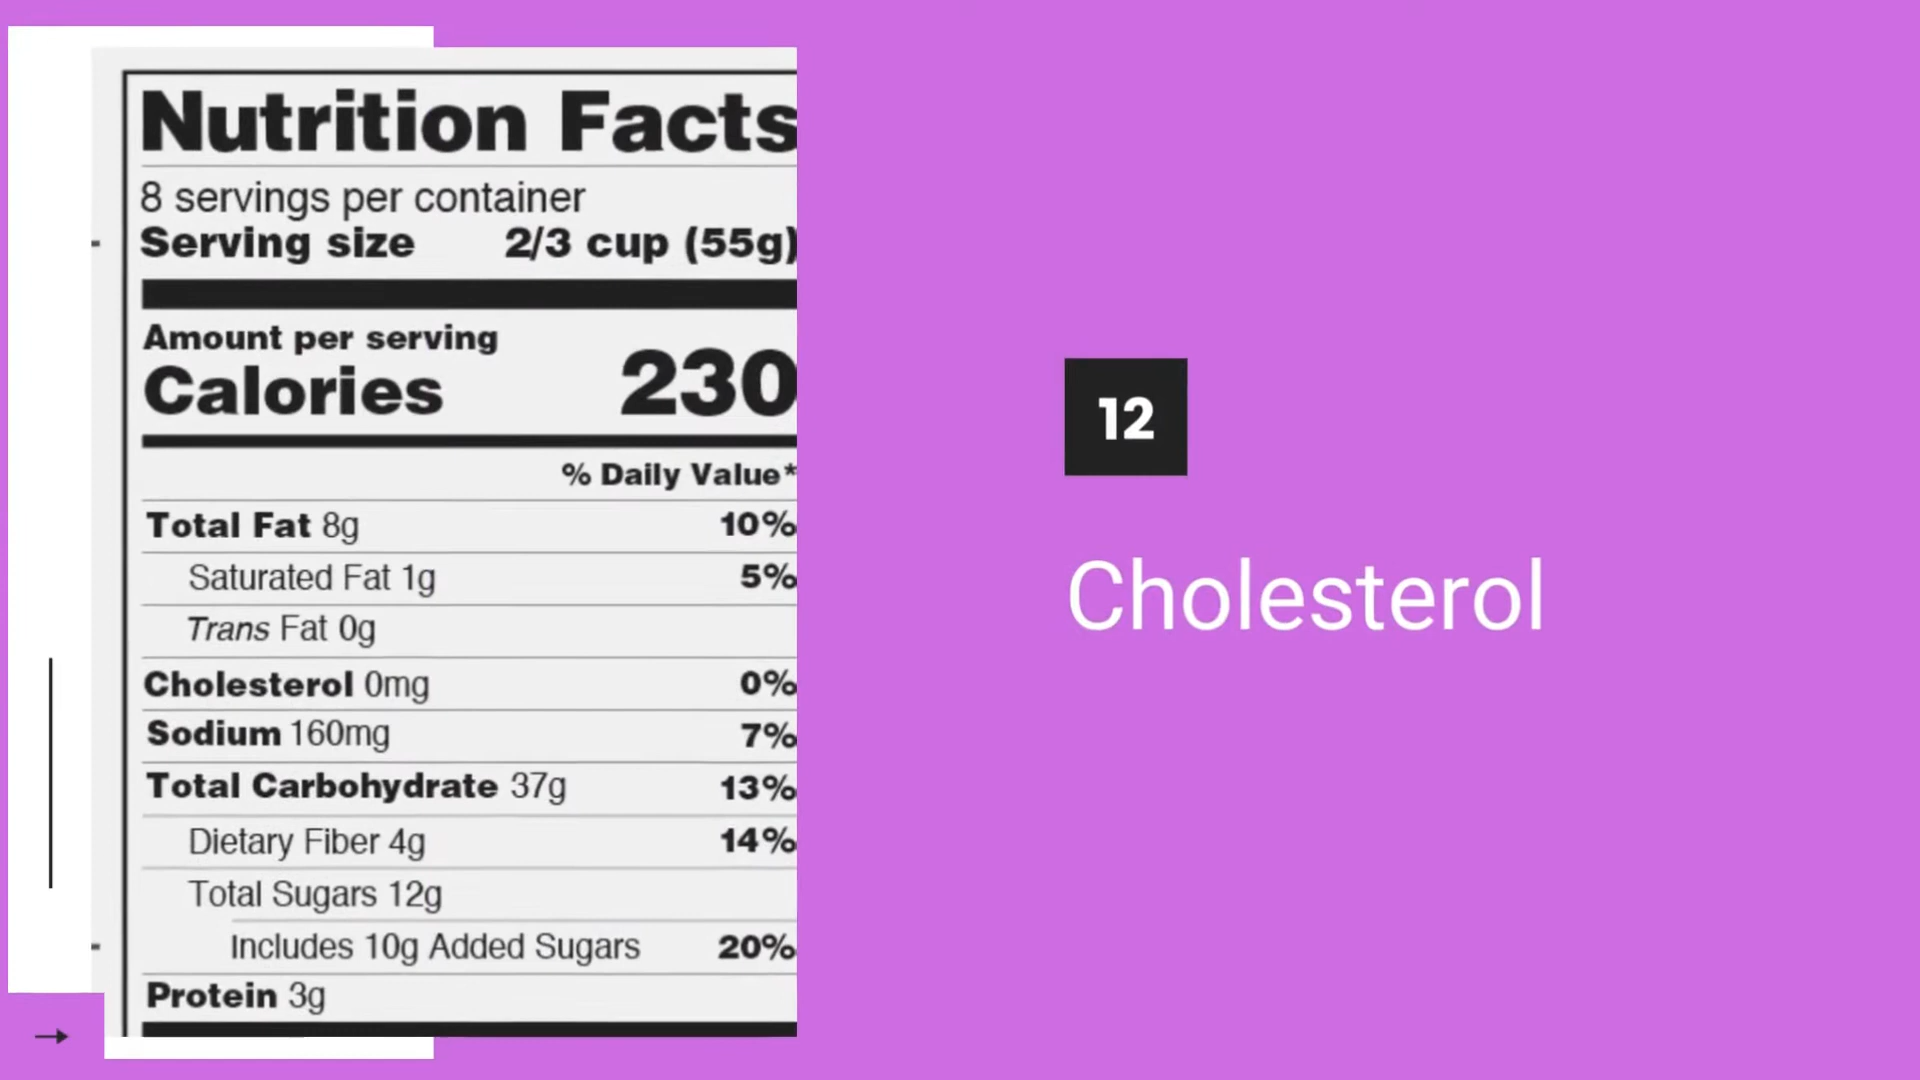 Nutrition Facts
8 servings per container
Serving size 2/3 cup (55g)
Amount per serving
Calories 230
% Daily Value*
Total Fat 8g 10%
Saturated Fat 1g 5%
Trans Fat 0g
Cholesterol 0mg 0%
Sodium 160mg 7%
Total Carbohydrate 37g 13%
Dietary Fiber 4g 14%
Total Sugars 12g
Includes 10g Added Sugars 20%
Protein 3g
12
Cholesterol